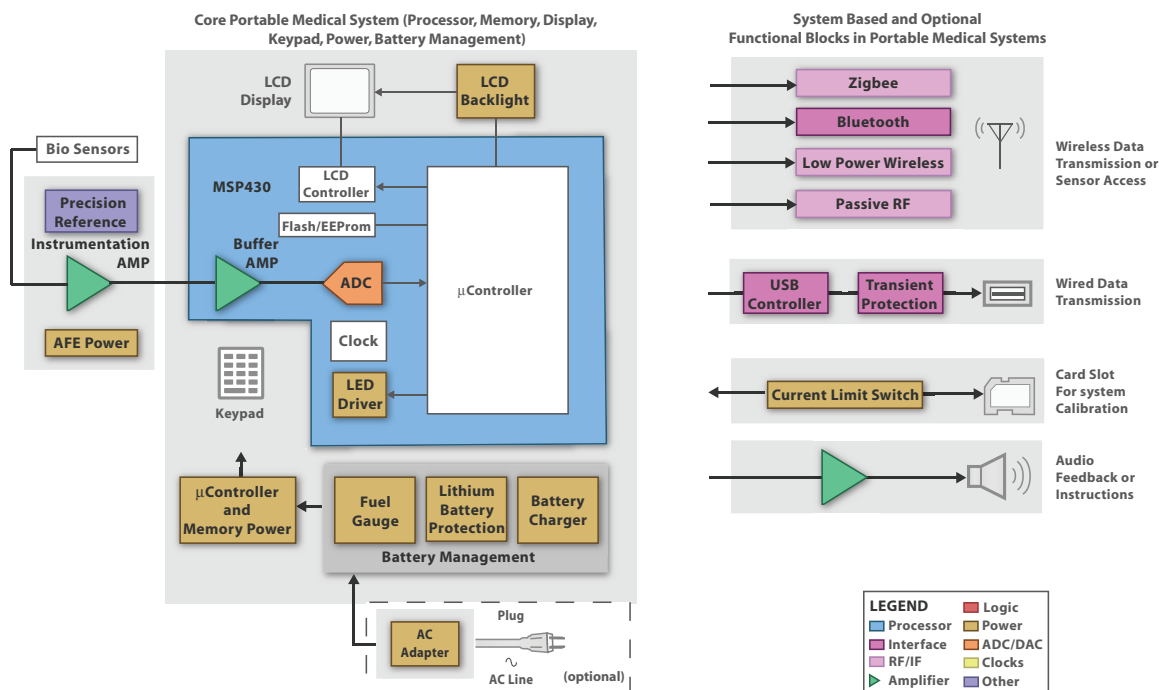 Core Portable Medical System (Processor, Memory, Display,
Keypad, Power, Battery Management)
LCD
Display
LCD
Backlight
Bio Sensors
MSP430
LCD
Controller
Precision
Reference
Flash/EEProm
Instrumentation
AMP
Buffer
AMP
ADC
μController
Clock
AFE Power
LED
Driver
Keypad
μController
and
Memory Power
Fuel
Gauge
Lithium
Battery
Protection
Battery
Charger
Battery Management
AC
Adapter
Plug
AC Line
(optional)
System Based and Optional
Functional Blocks in Portable Medical Systems
Zigbee
Bluetooth
Low Power Wireless
Passive RF
Wireless Data
Transmission or
Sensor Access
USB
Controller
Transient
Protection
Wired Data
Transmission
Current Limit Switch
Card Slot
For system
Calibration
Audio
Feedback or
Instructions
LEGEND
Processor
Interface
RF/IF
Amplifier
Logic
Power
ADC/DAC
Clocks
Other